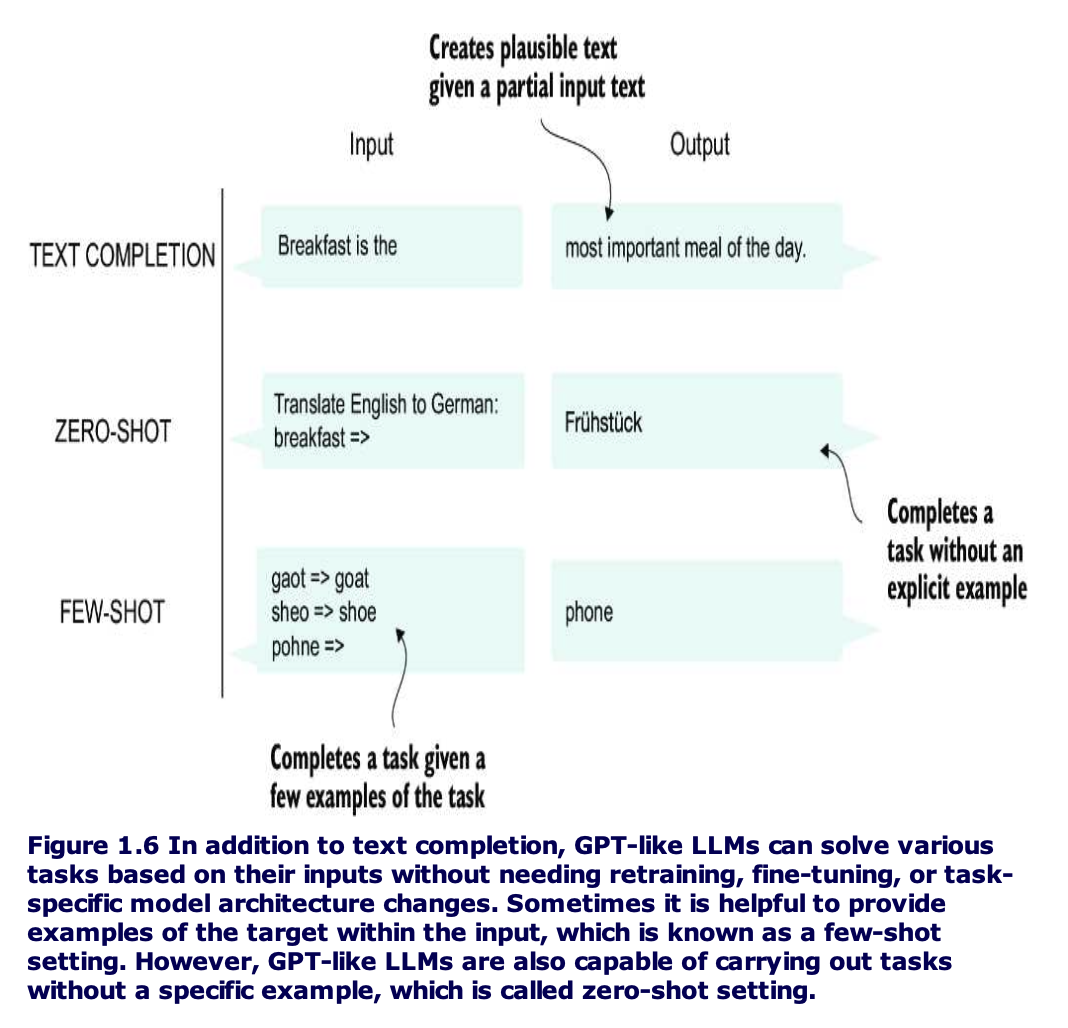 Creates plausible text
given a partial input text
Input
Output
TEXT COMPLETION
Breakfast is the
most important meal of the day.
ZERO-SHOT
Translate English to German:
breakfast =>
Frühstück
Completes a
task without an
explicit example
FEW-SHOT
gaot => goat
sheo => shoe
pohne =>
phone
Completes a task given a
few examples of the task
Figure 1.6 In addition to text completion, GPT-like LLMs can solve various
tasks based on their inputs without needing retraining, fine-tuning, or task-
specific model architecture changes. Sometimes it is helpful to provide
examples of the target within the input, which is known as a few-shot
setting. However, GPT-like LLMs are also capable of carrying out tasks
without a specific example, which is called zero-shot setting.